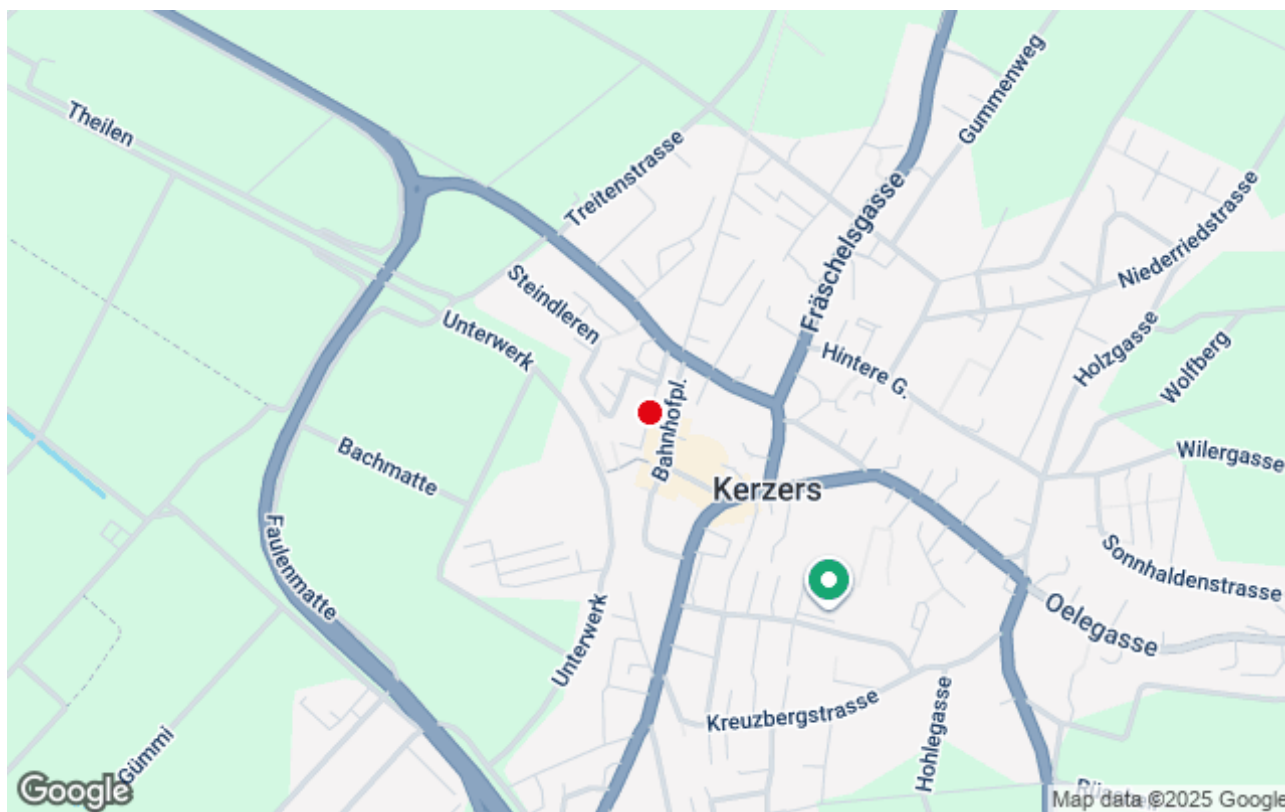 Gummenweg
Theilen
Treitenstrasse
Fräschelsgasse
Niederriedstrasse
Steindleren
Unterwerk
Hintere G.
Holzgasse
Wolfberg
Bahnhofpl.
Bachmatte
Wilergasse
Kerzers
Faulenmatte
Sonnhaldenstrasse
Oelegasse
Unterwerk
Kreuzbergstrasse
Hohlegasse
Gümmi
Google
Map data ©2025 Google